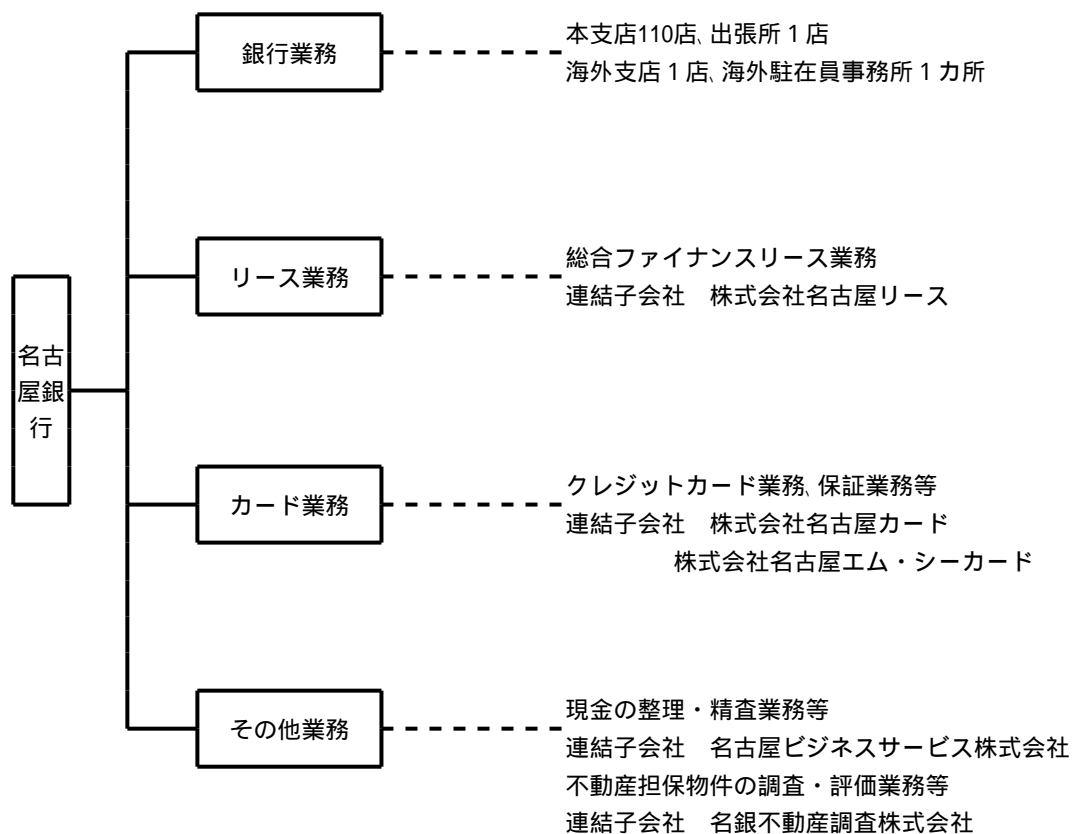 銀行業務
本支店110店、出張所１店
海外支店１店、海外駐在員事務所１カ所
リース業務
総合ファイナンスリース業務
連結子会社　株式会社名古屋リース
名古
屋銀
行
カード業務
クレジットカード業務、保証業務等
連結子会社　株式会社名古屋カード
株式会社名古屋エム・シーカード
その他業務
現金の整理・精査業務等
連結子会社　名古屋ビジネスサービス株式会社
不動産担保物件の調査・評価業務等
連結子会社　名銀不動産調査株式会社